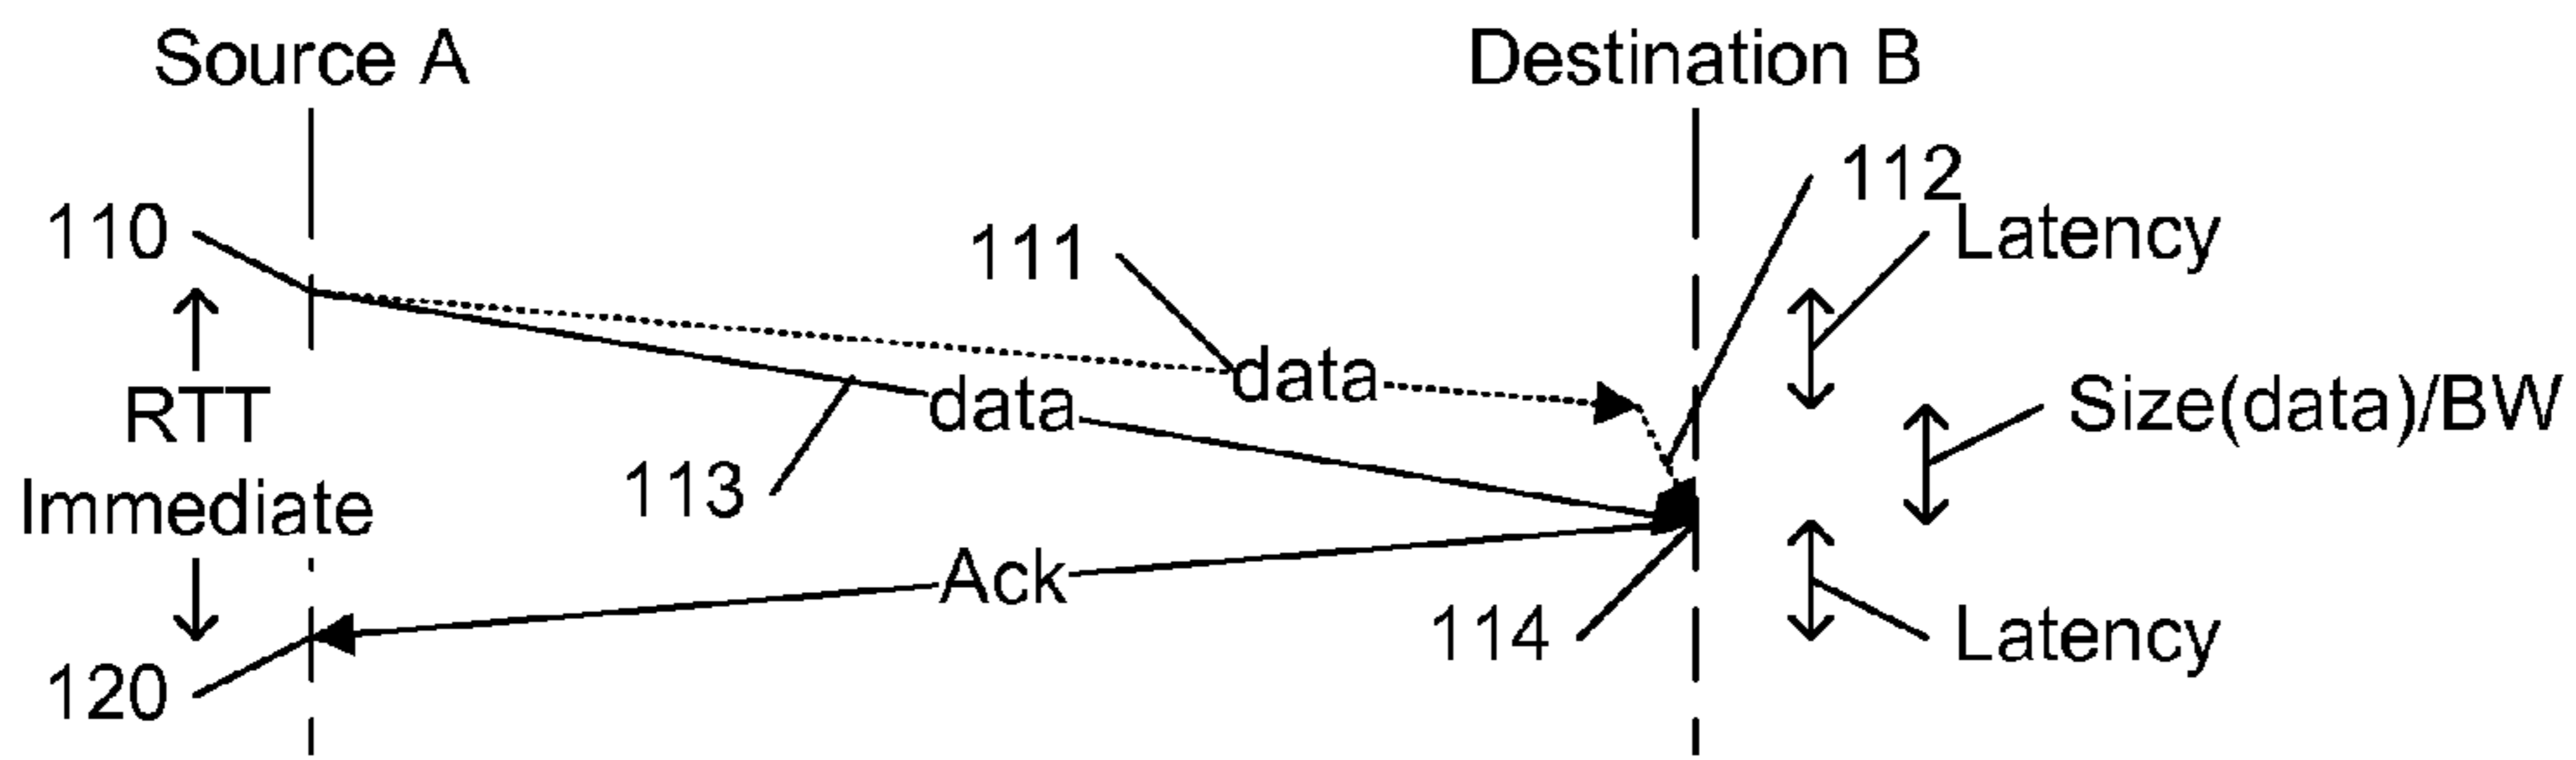 Source A
Destination B
112
110
111
Latency
data
RTT
data
Size(data)/BW
113
Immediate
Ack
114
Latency
120